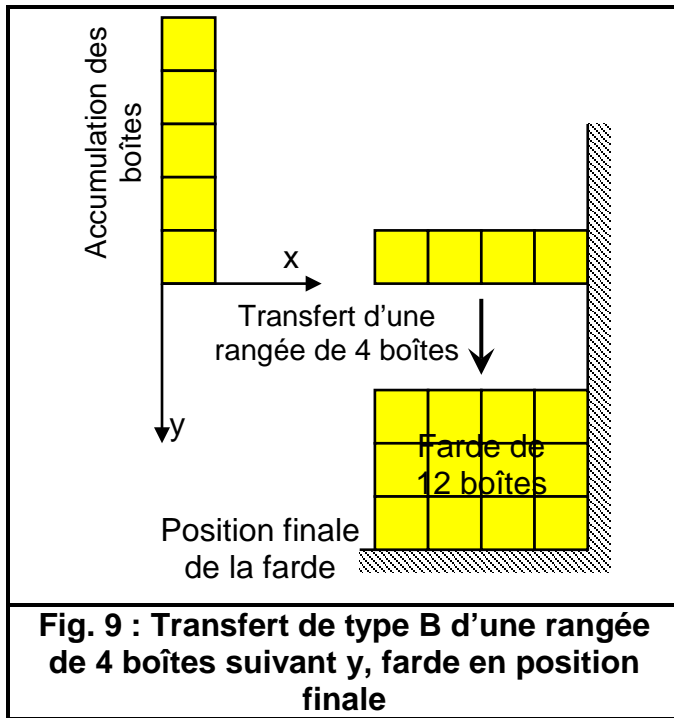 Accumulation des
boîtes
x
Transfert d’une
rangée de 4 boîtes
y
Farde de
12 boîtes
Position finale
de la farde
Fig. 9 : Transfert de type B d’une rangée
de 4 boîtes suivant y, farde en position
finale